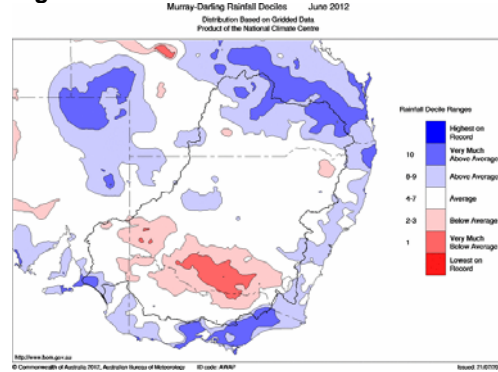 Murray-Darling Rainfall Deciles June 2012
Distribution Based on Gridded Data
Product of the National Climate Centre
Rainfall Decile Ranges
Highest on
Record
10 Very Much
Above Average
8-9 Above Average
4-7 Average
2-3 Below Average
1 Very Much
Below Average
Lowest on
Record
http://www.bom.gov.au
© Commonwealth of Australia 2012, Australian Bureau of Meteorology ID code: AWAP